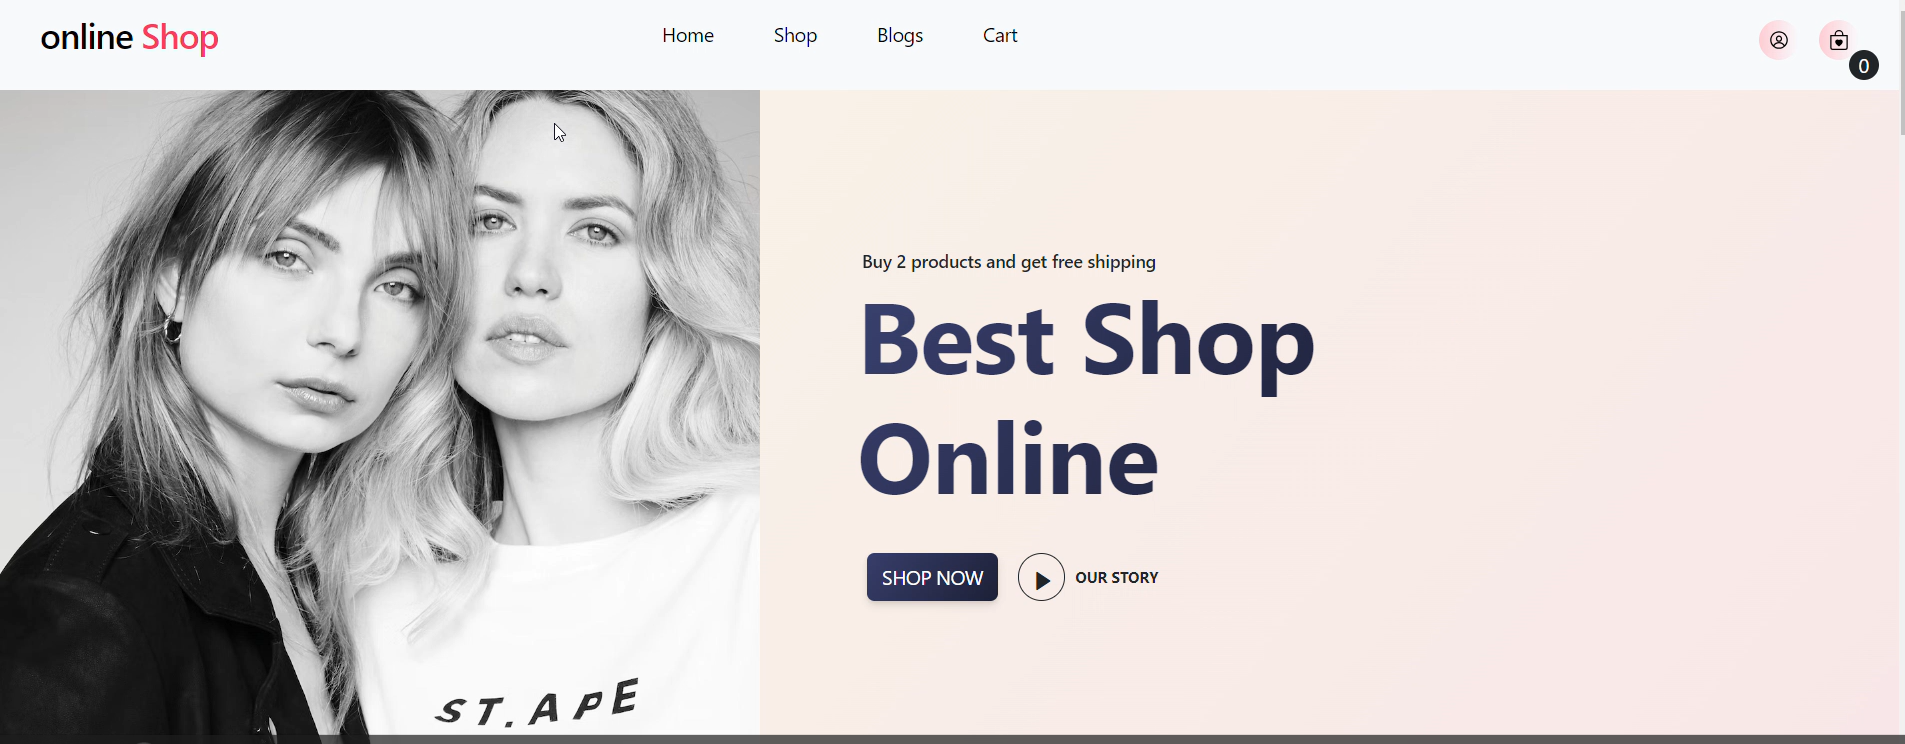 online Shop
Home
Shop
Blogs
Cart
0
Buy 2 products and get free shipping
Best Shop
Online
SHOP NOW
OUR STORY
ST. APE